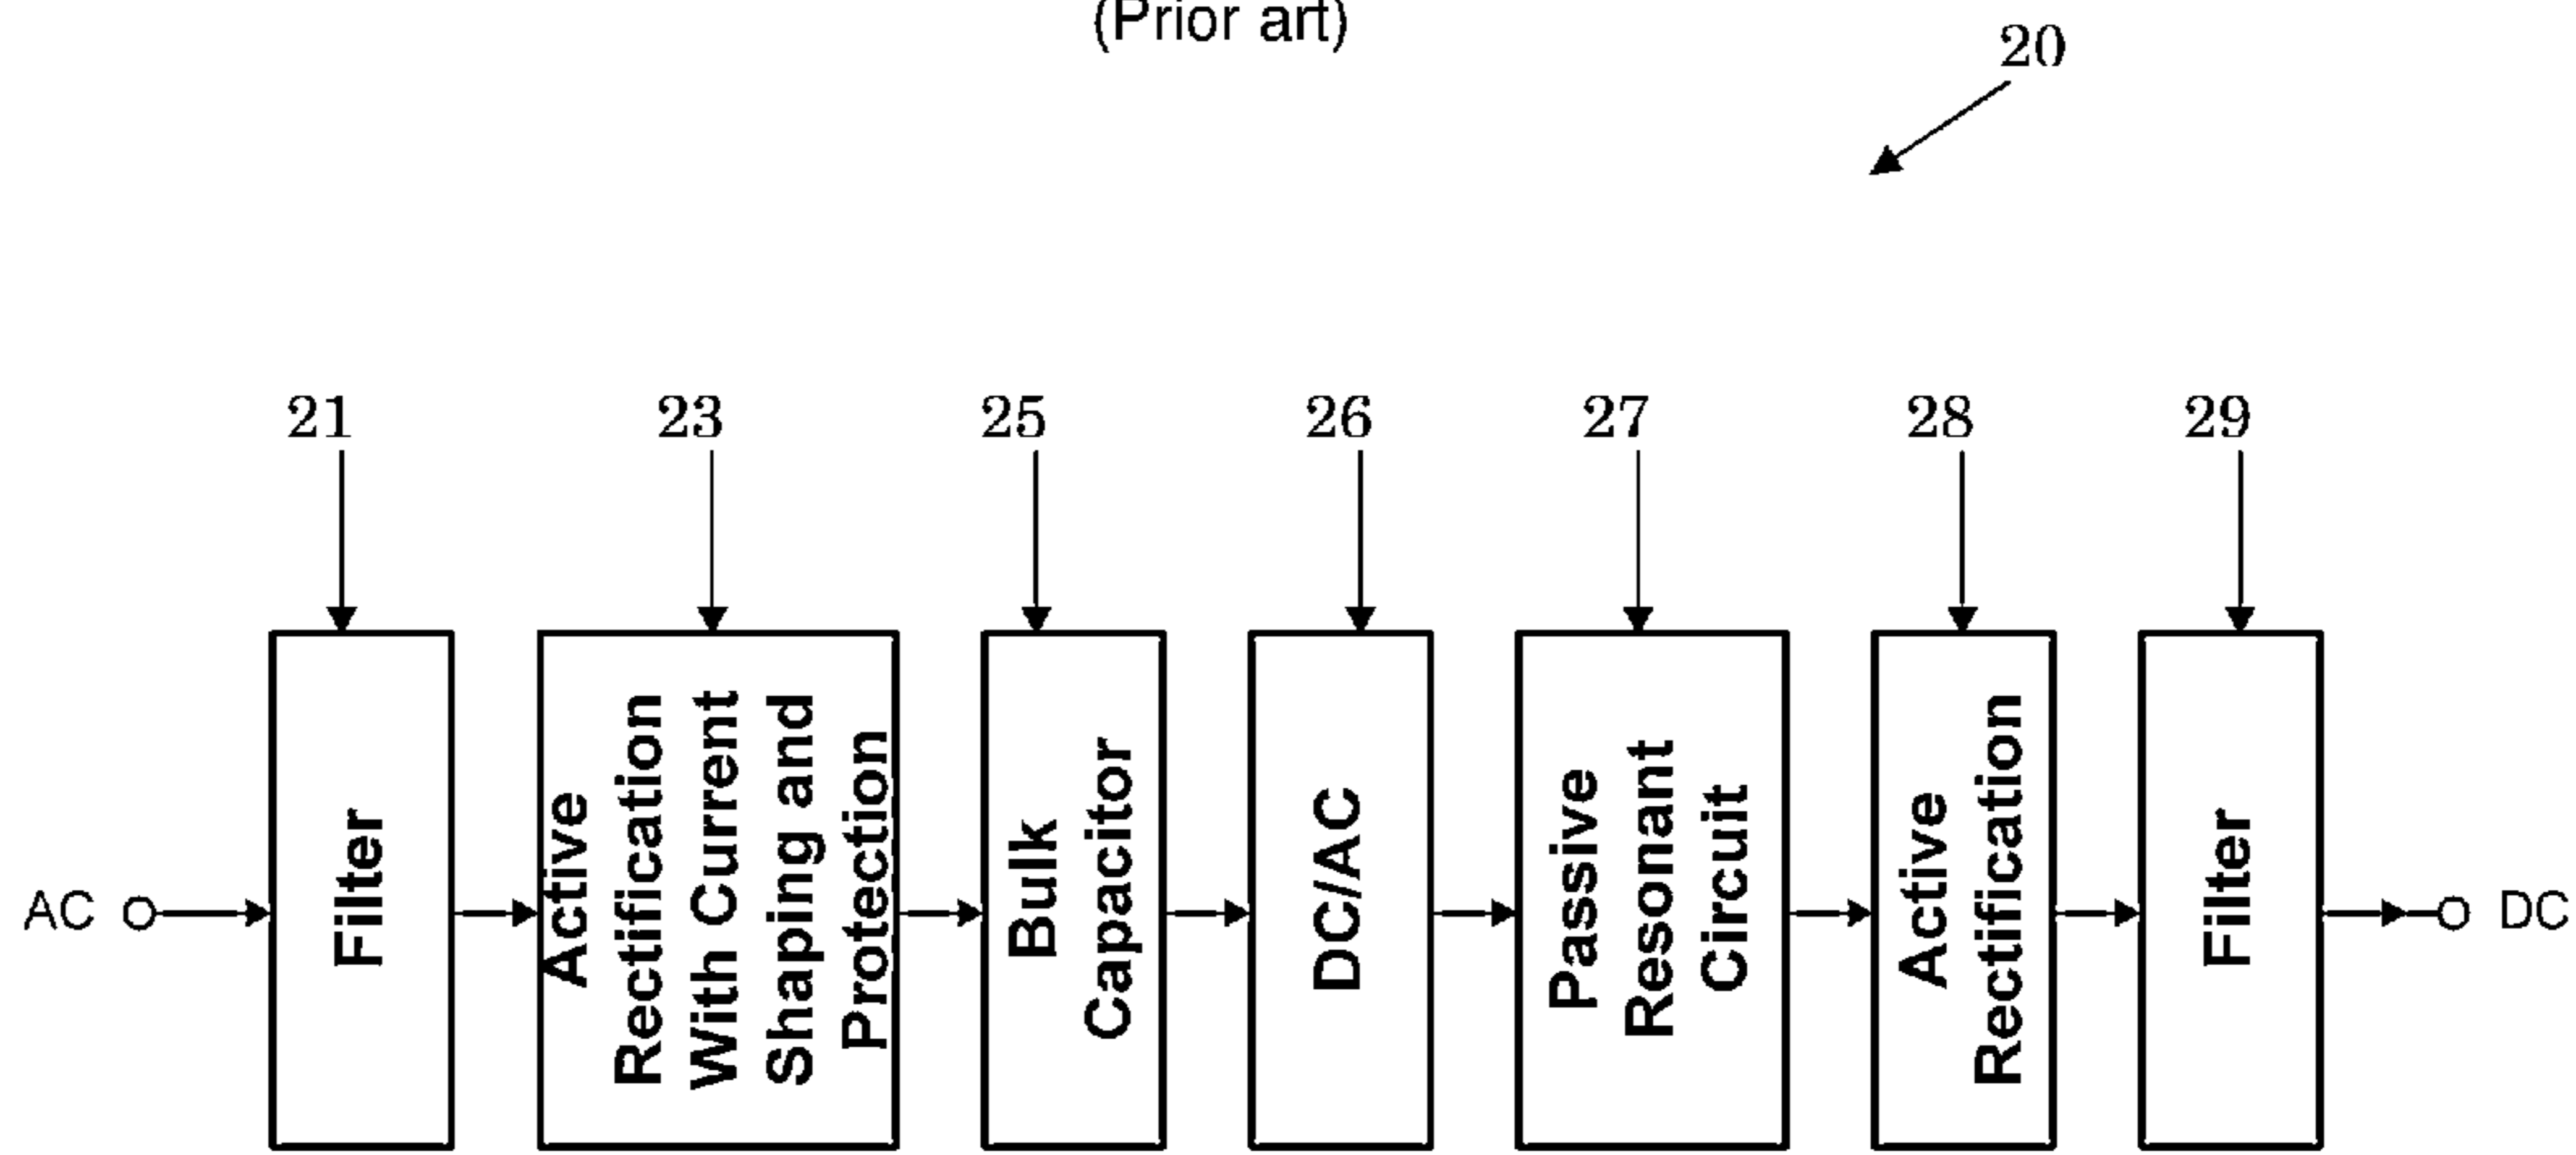 (Prior art)
20
21
23
25
26
27
28
29
AC
Filter
Active
Rectification
With Current
Shaping and
Protection
Bulk
Capacitor
DC/AC
Passive
Resonant
Circuit
Active
Rectification
Filter
DC